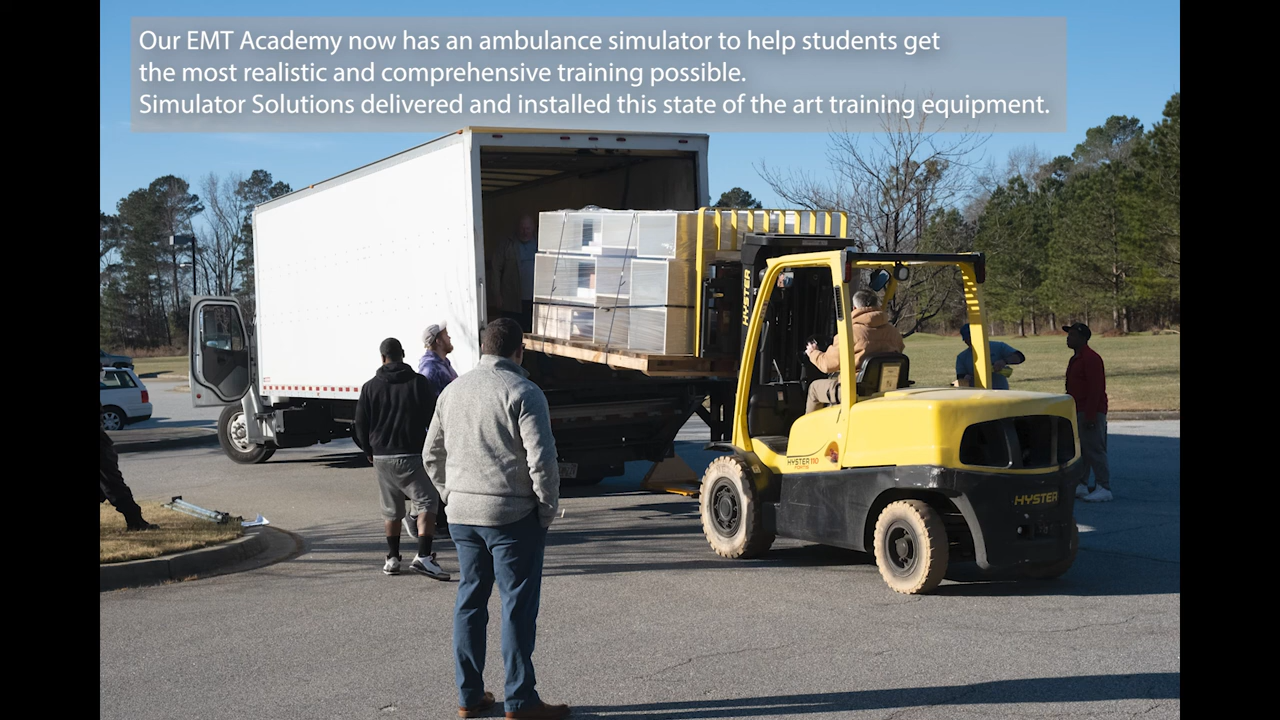 Our EMT Academy now has an ambulance simulator to help students get
the most realistic and comprehensive training possible.
Simulator Solutions delivered and installed this state of the art training equipment.
HYSTER
HYSTER 110
HYSTER